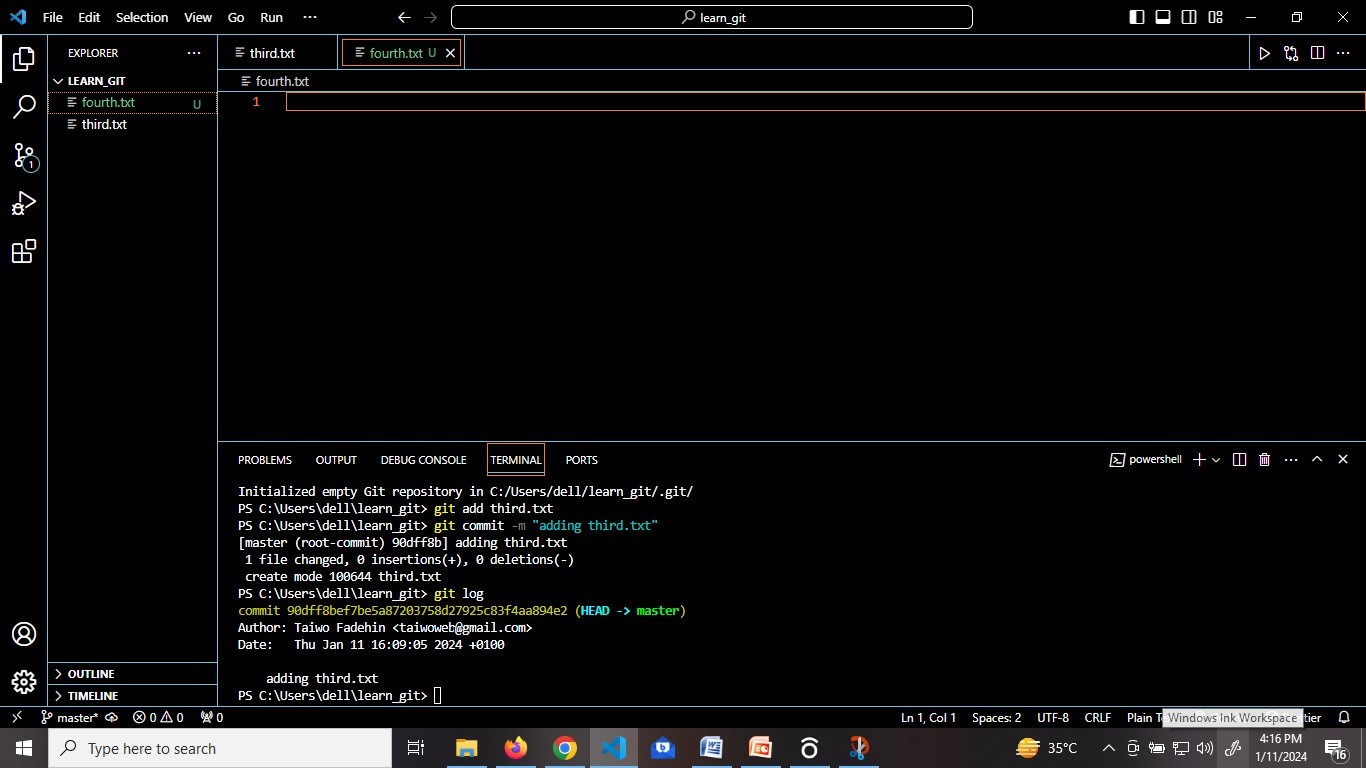 File Edit Selection View Go Run ··· learn_git
EXPLORER ···
LEARN_GIT
fourth.txt U
third.txt
OUTLINE
TIMELINE
third.txt fourth.txt U
fourth.txt
1
1
PROBLEMS OUTPUT DEBUG CONSOLE TERMINAL PORTS powershell
Initialized empty Git repository in C:/Users/dell/learn_git/.git/
PS C:\Users\dell\learn_git> git add third.txt
PS C:\Users\dell\learn_git> git commit -m "adding third.txt"
[master (root-commit) 90dff8b] adding third.txt
1 file changed, 0 insertions(+), 0 deletions(-)
create mode 100644 third.txt
PS C:\Users\dell\learn_git> git log
commit 90dff8bef7be5a87203758d27925c83f4aa894e2 (HEAD -> master)
Author: Taiwo Fadehin <taiwoweb@gmail.com>
Date:   Thu Jan 11 16:09:05 2024 +0100
adding third.txt
PS C:\Users\dell\learn_git>
master* 0 0 0 Ln 1, Col 1 Spaces: 2 UTF-8 CRLF Plain Windows Ink Workspace
Type here to search 35°C 4:16 PM
1/11/2024
16